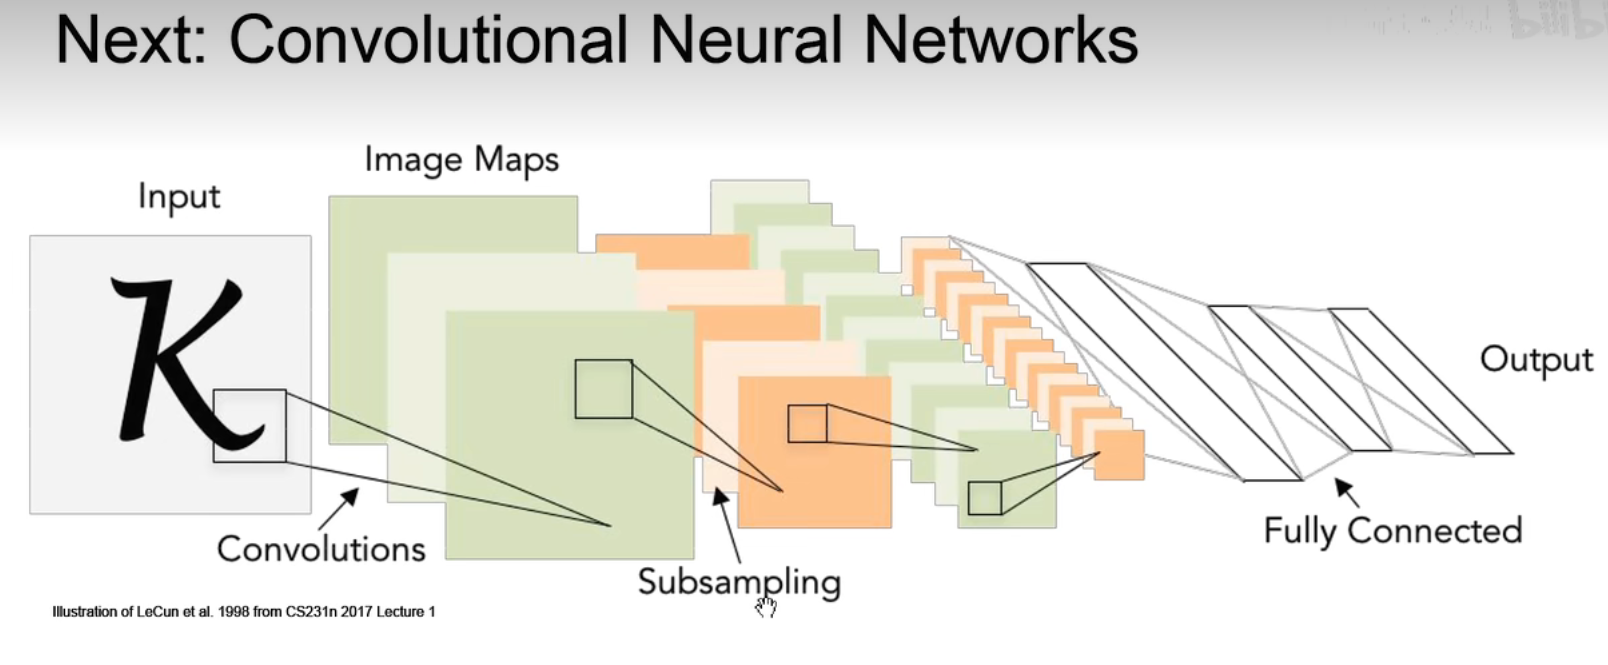 Next: Convolutional Neural Networks
Image Maps
Input
K
Output
Convolutions
Subsampling
Fully Connected
Illustration of LeCun et al. 1998 from CS231n 2017 Lecture 1